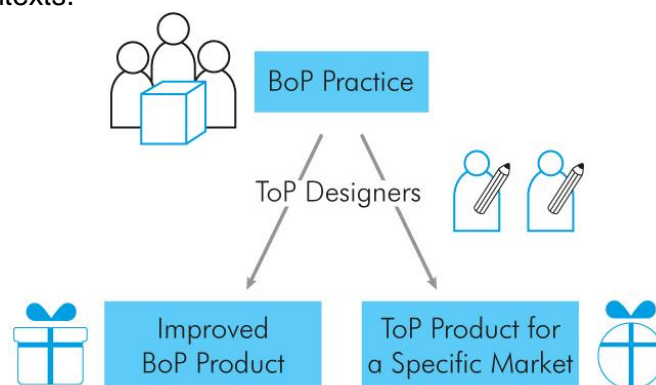 BoP Practice
ToP Designers
Improved
BoP Product
ToP Product for
a Specific Market